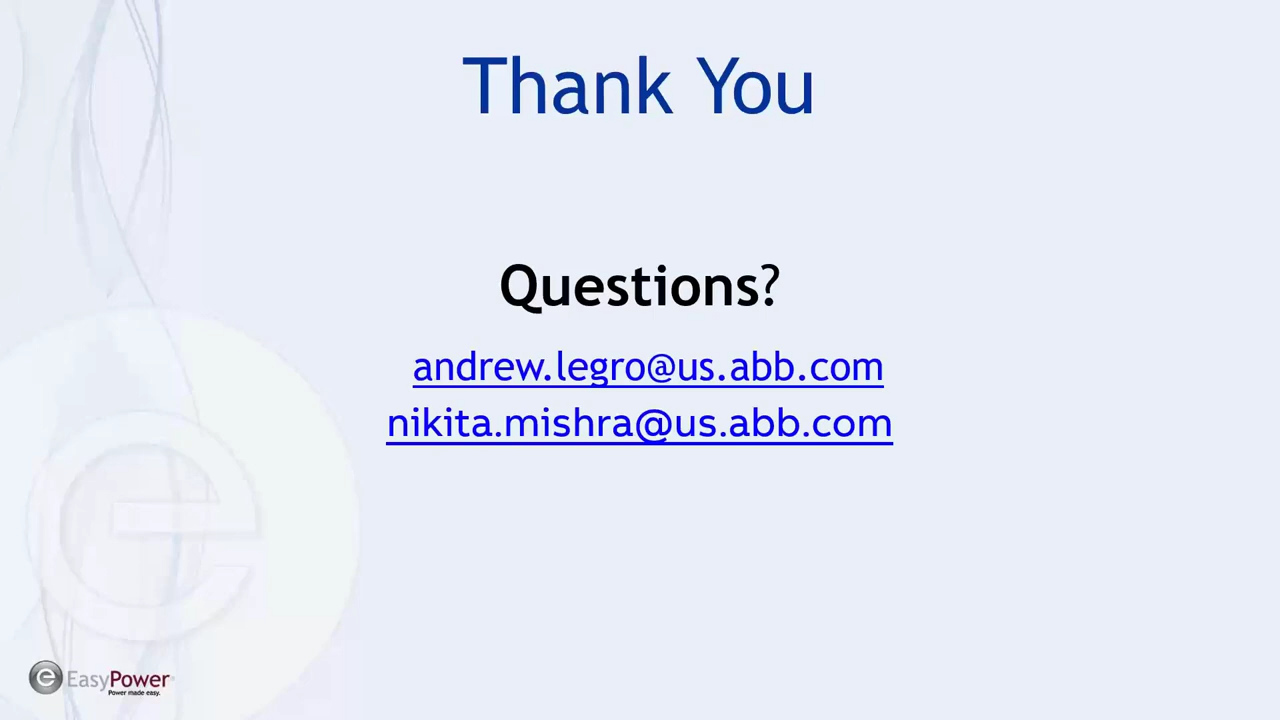 Thank You
Questions?
andrew.legro@us.abb.com
nikita.mishra@us.abb.com
e EasyPower
Power made easy.